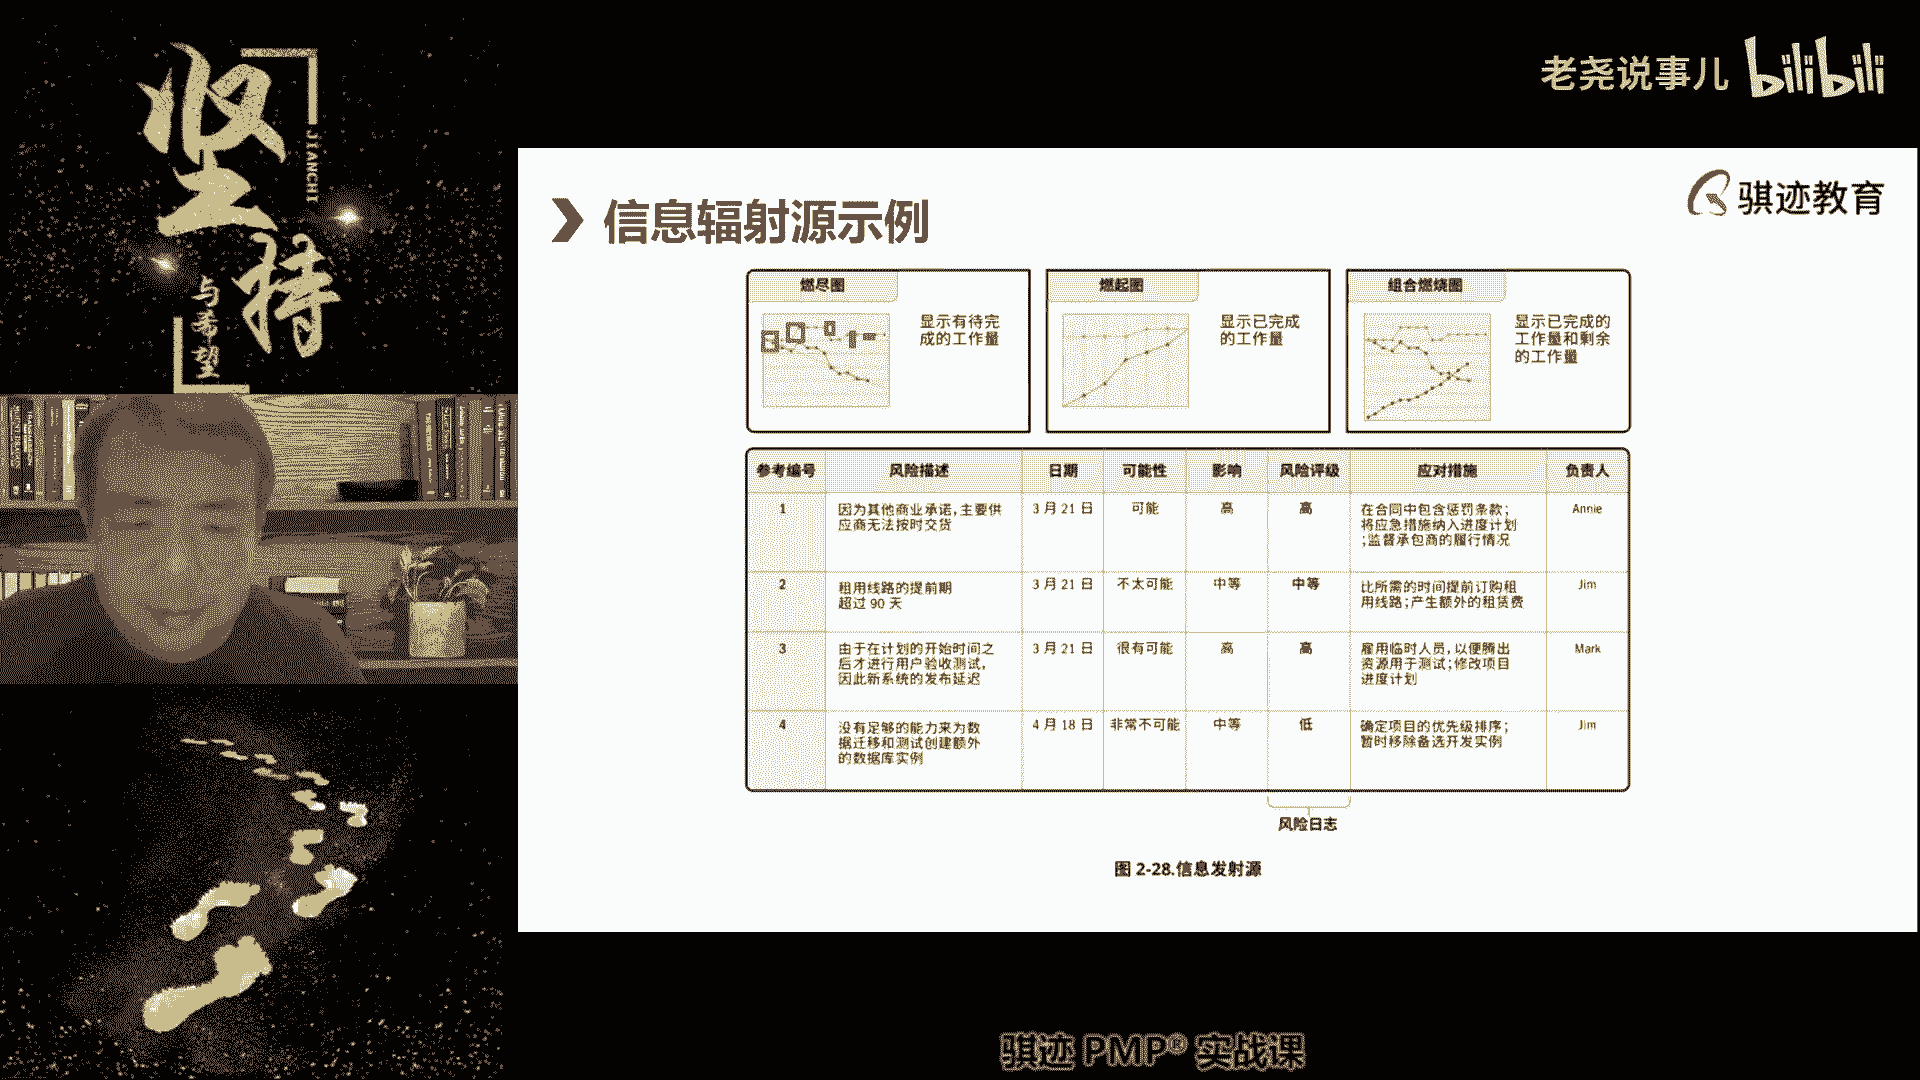 坚持
JIANCHI
与希望
老尧说事儿 bilibili
骐迹教育
信息辐射源示例
燃尽图
显示有待完
成的工作量
燃起图
显示已完成
的工作量
组合燃烧图
显示已完成的
工作量和剩余
的工作量
参考编号 风险描述 日期 可能性 影响 风险评级 应对措施 负责人
1 因为其他商业承诺,主要供 3 月 21 日 可能 高 高 在合同中包含惩罚条款; Annie
应商无法按时交货 将应急措施纳入进度计划
;监督承包商的履行情况
2 租用线路的提前期 3 月 21 日 不太可能 中等 中等 比所需的时间提前订购租 Jim
超过 90 天 用线路;产生额外的租赁费
3 由于在计划的开始时间之 3 月 21 日 很有可能 高 高 雇用临时人员,以便腾出 Mark
后才进行用户验收测试, 资源用于测试;修改项目
因此新系统的发布延迟 进度计划
4 没有足够的能力来为数 4 月 18 日 非常不可能 中等 低 确定项目的优先级排序; Jim
据迁移和测试创建额外 暂时移除备选开发实例
的数据库实例
风险日志
图 2-28.信息发射源
骐迹 PMP® 实战课